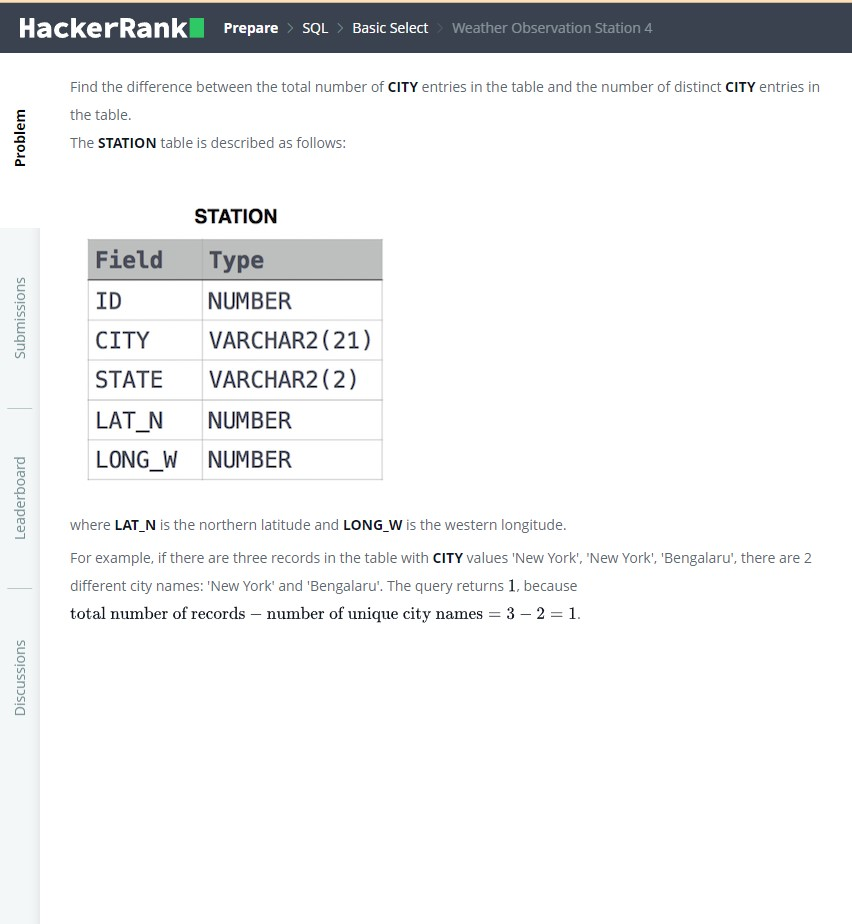 HackerRank Prepare > SQL > Basic Select > Weather Observation Station 4
Problem
Submissions
Leaderboard
Discussions
Find the difference between the total number of CITY entries in the table and the number of distinct CITY entries in
the table.
The STATION table is described as follows:
STATION
Field Type
ID NUMBER
CITY VARCHAR2(21)
STATE VARCHAR2(2)
LAT_N NUMBER
LONG_W NUMBER
where LAT_N is the northern latitude and LONG_W is the western longitude.
For example, if there are three records in the table with CITY values 'New York', 'New York', 'Bengalaru', there are 2
different city names: 'New York' and 'Bengalaru'. The query returns 1, because
total number of records − number of unique city names = 3 − 2 = 1.